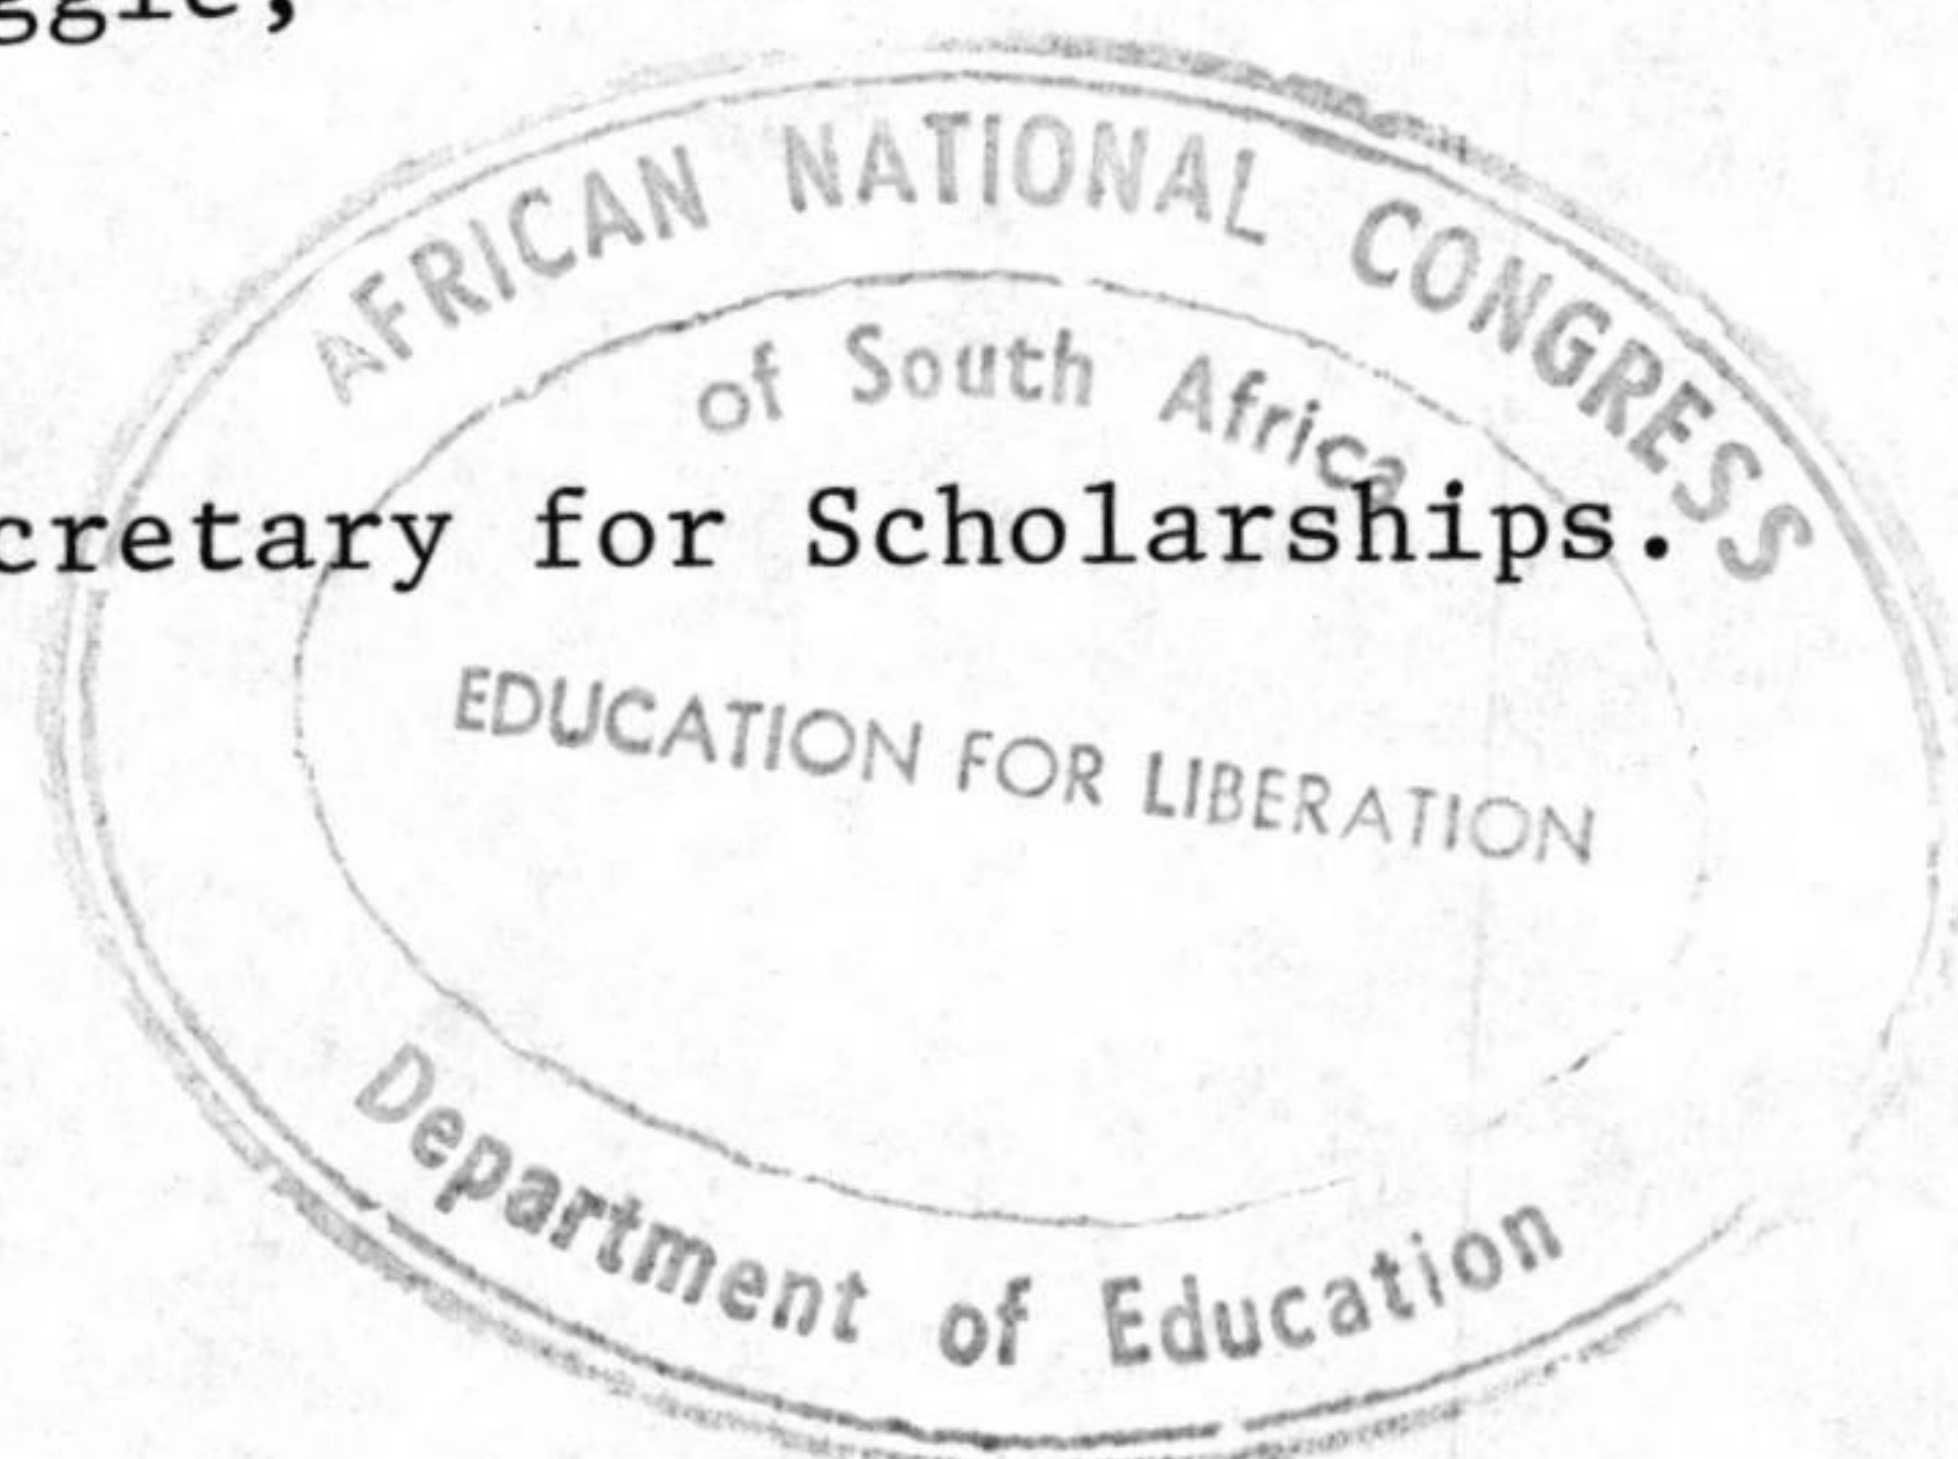 AFRICAN NATIONAL CONGRESS
of South Africa
cretary for Scholarships.
EDUCATION FOR LIBERATION
Department of Education